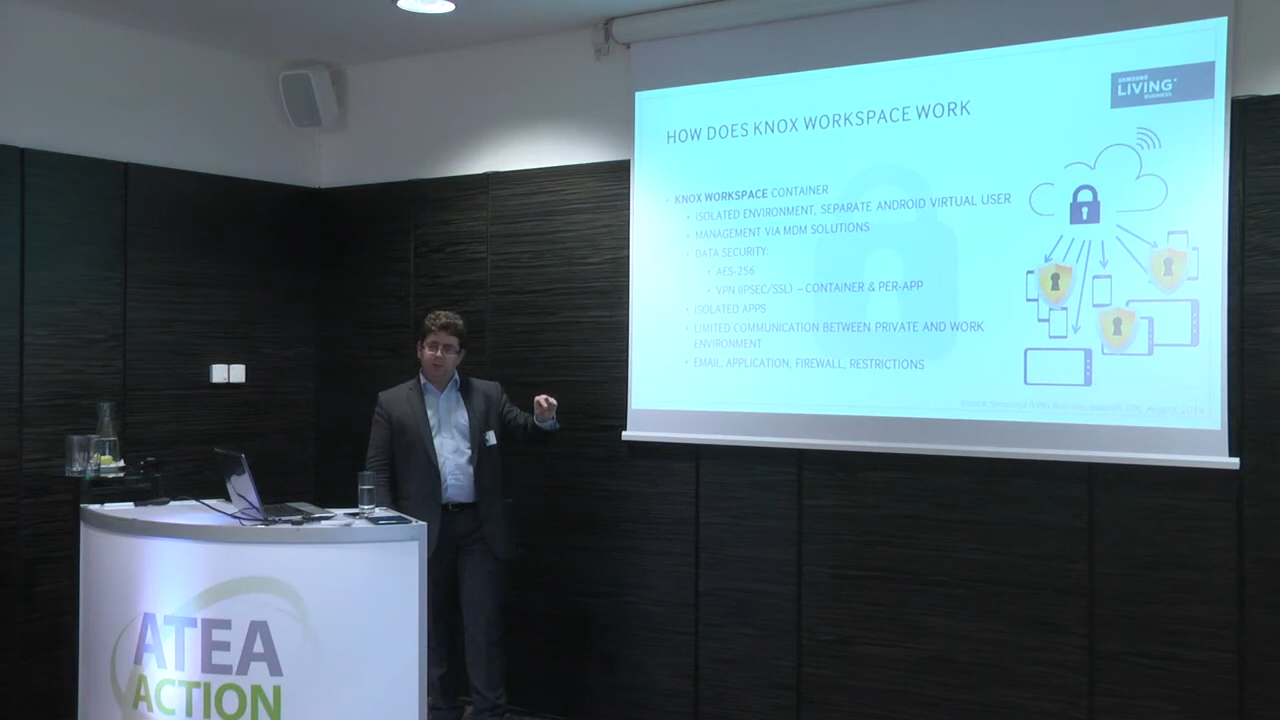 SAMSUNG
LIVING
BUSINESS
HOW DOES KNOX WORKSPACE WORK
• KNOX WORKSPACE CONTAINER
• ISOLATED ENVIRONMENT, SEPARATE ANDROID VIRTUAL USER
• MANAGEMENT VIA MDM SOLUTIONS
• DATA SECURITY:
• AES-256
• VPN (IPSEC/SSL) – CONTAINER & PER-APP
• ISOLATED APPS
• LIMITED COMMUNICATION BETWEEN PRIVATE AND WORK
ENVIRONMENT
• EMAIL, APPLICATION, FIREWALL, RESTRICTIONS
ATEA
ACTION